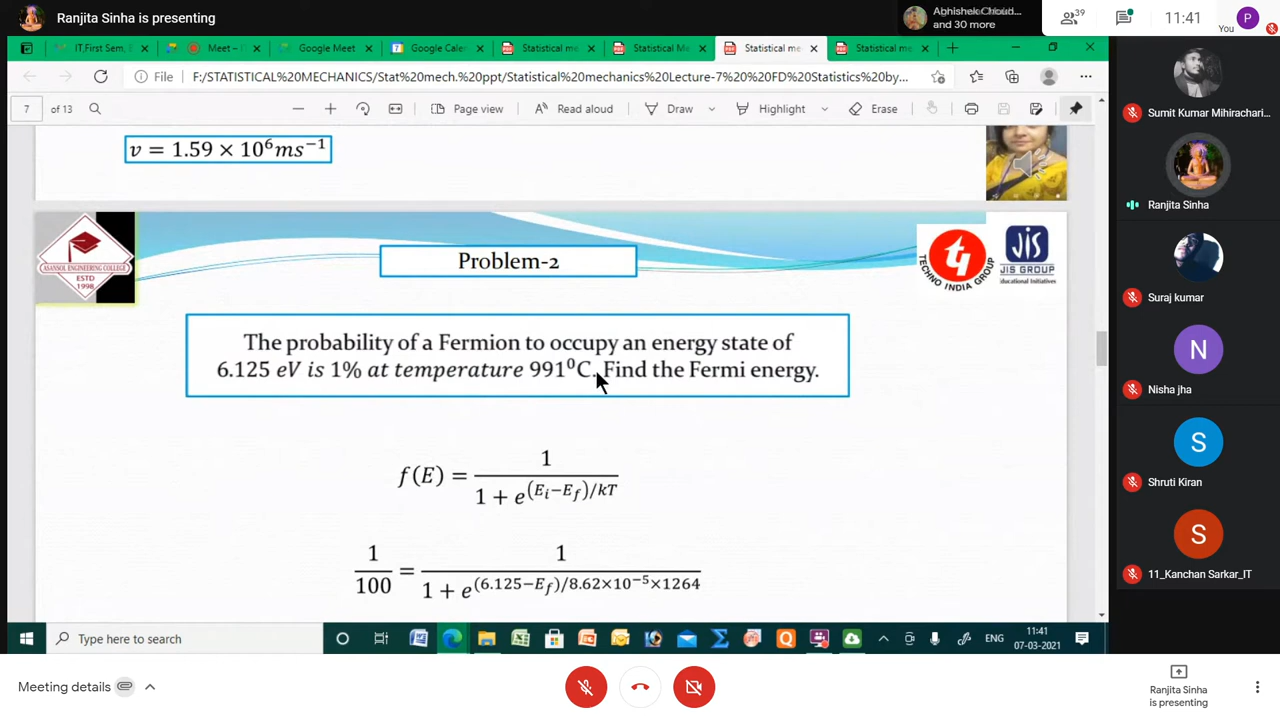 Ranjita Sinha is presenting
Abhishek Choud...
and 30 more
39
11:41
You
P
IT.First Sem, E
Meet – I
Google Meet
Google Caler
Statistical me
Statistical Me
Statistical me
Statistical me
File
F:/STATISTICAL%20MECHANICS/Stat%20mech.%20ppt/Statistical%20mechanics%20Lecture-7%20%20FD%20Statistics%20by...
7
of 13
Page view
Read aloud
Draw
Highlight
Erase
v = 1.59 × 10⁶ms⁻¹
ASANSOL ENGINEERING COLLEGE
ESTD
1998
Problem-2
TECHNO INDIA GROUP
JIS
JIS GROUP
Educational Initiatives
The probability of a Fermion to occupy an energy state of
6.125 eV is 1% at temperature 991⁰C. Find the Fermi energy.
f(E) = 1 / (1 + e^((Eᵢ−E_f)/kT))
1/100 = 1 / (1 + e^((6.125−E_f)/8.62×10⁻⁵×1264))
Sumit Kumar Mihirachari...
Ranjita Sinha
Suraj kumar
N
Nisha jha
S
Shruti Kiran
S
11_Kanchan Sarkar_IT
Type here to search
ENG
11:41
07-03-2021
Meeting details
Ranjita Sinha
is presenting